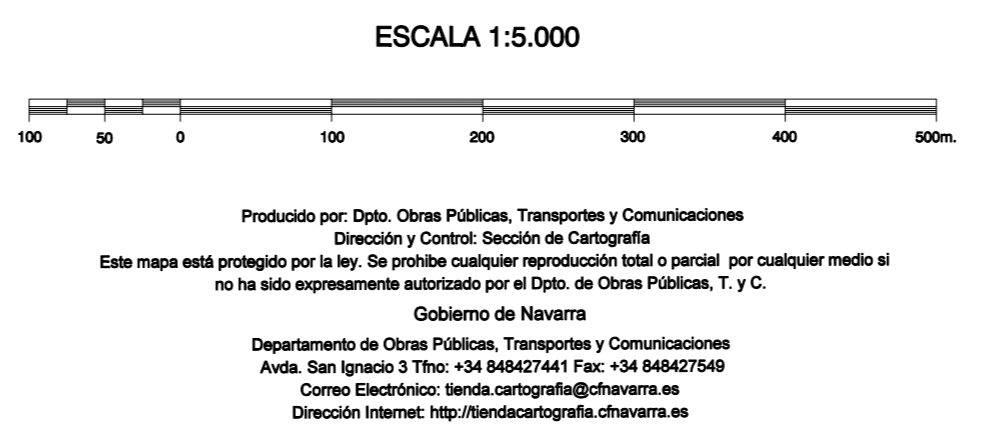 ESCALA 1:5.000
100 50 0 100 200 300 400 500m.
Producido por: Dpto. Obras Públicas, Transportes y Comunicaciones
Dirección y Control: Sección de Cartografía
Este mapa está protegido por la ley. Se prohibe cualquier reproducción total o parcial por cualquier medio si
no ha sido expresamente autorizado por el Dpto. de Obras Públicas, T. y C.
Gobierno de Navarra
Departamento de Obras Públicas, Transportes y Comunicaciones
Avda. San Ignacio 3 Tfno: +34 848427441 Fax: +34 848427549
Correo Electrónico: tienda.cartografia@cfnavarra.es
Dirección Internet: http://tiendacartografia.cfnavarra.es